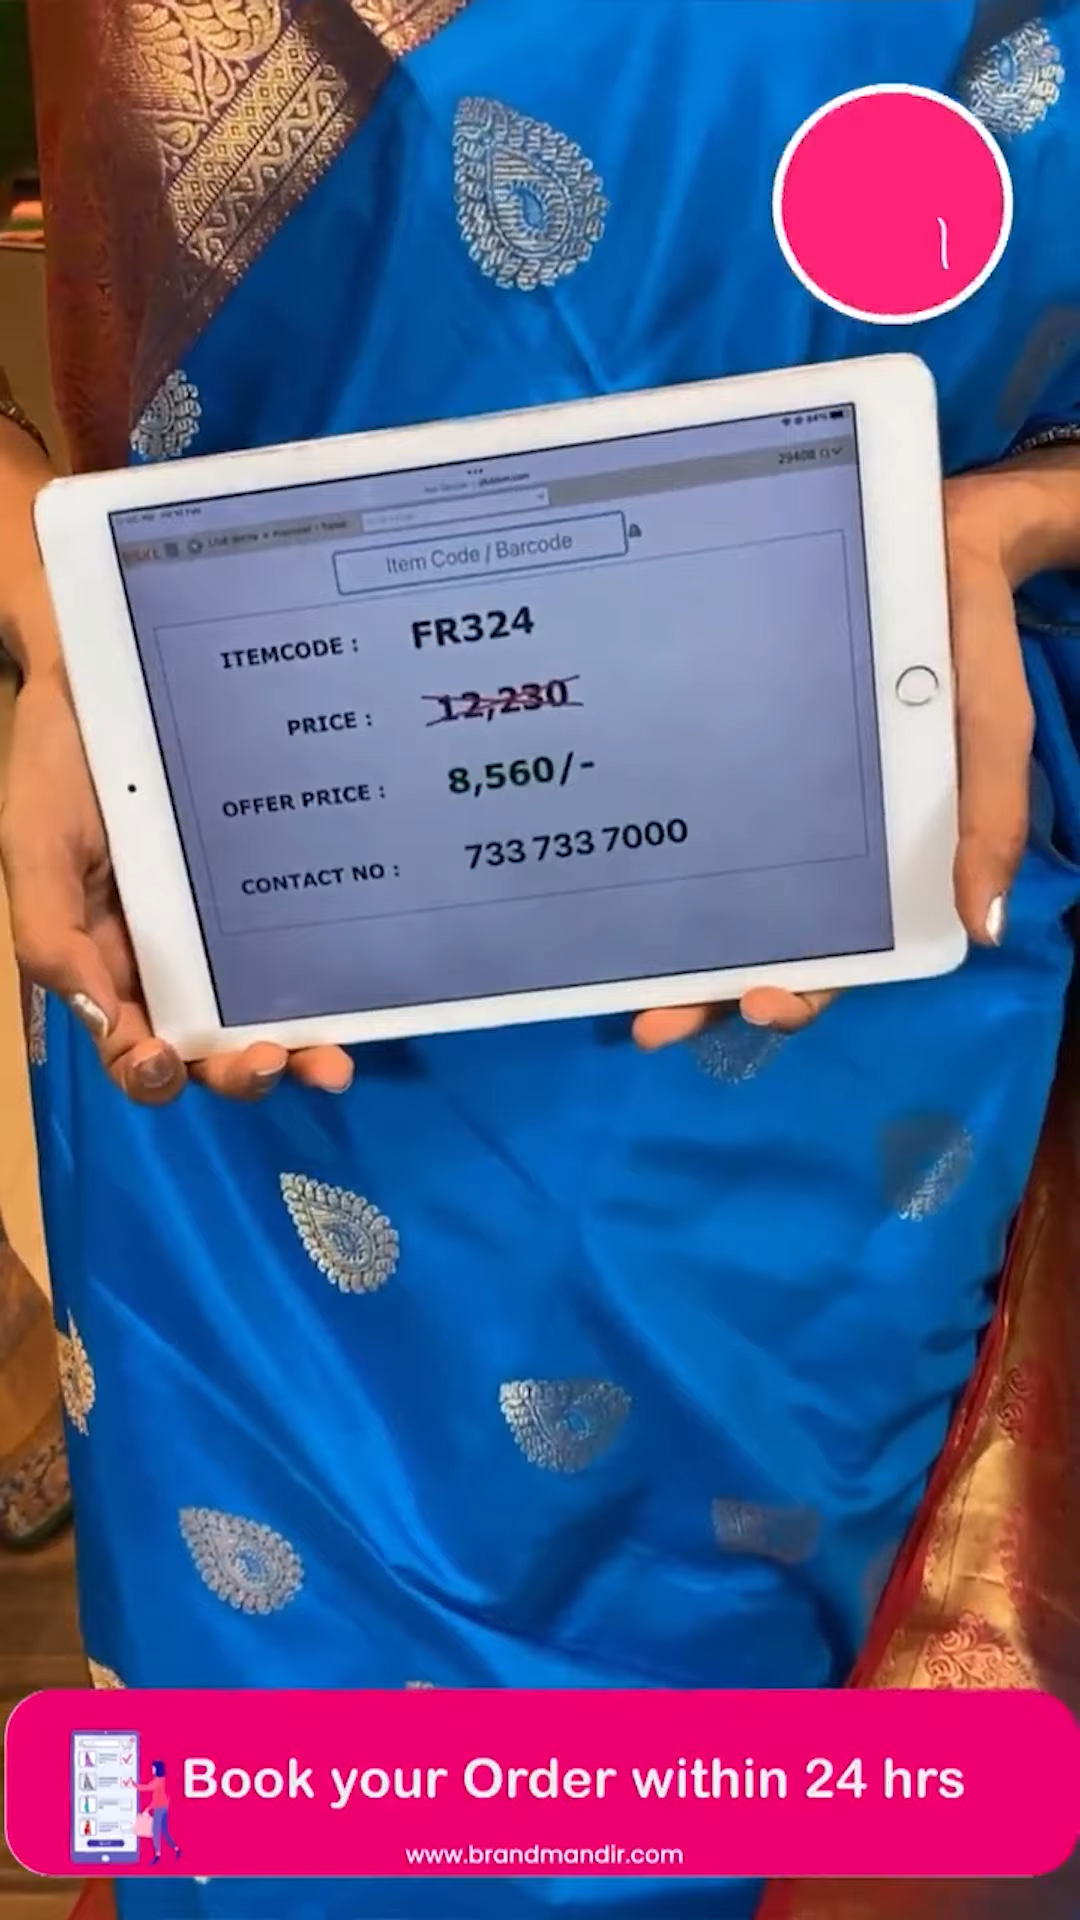 29408 ()
Item Code / Barcode
ITEMCODE : FR324
PRICE : 12,230
OFFER PRICE : 8,560/-
CONTACT NO : 733 733 7000
Book your Order within 24 hrs
www.brandmandir.com